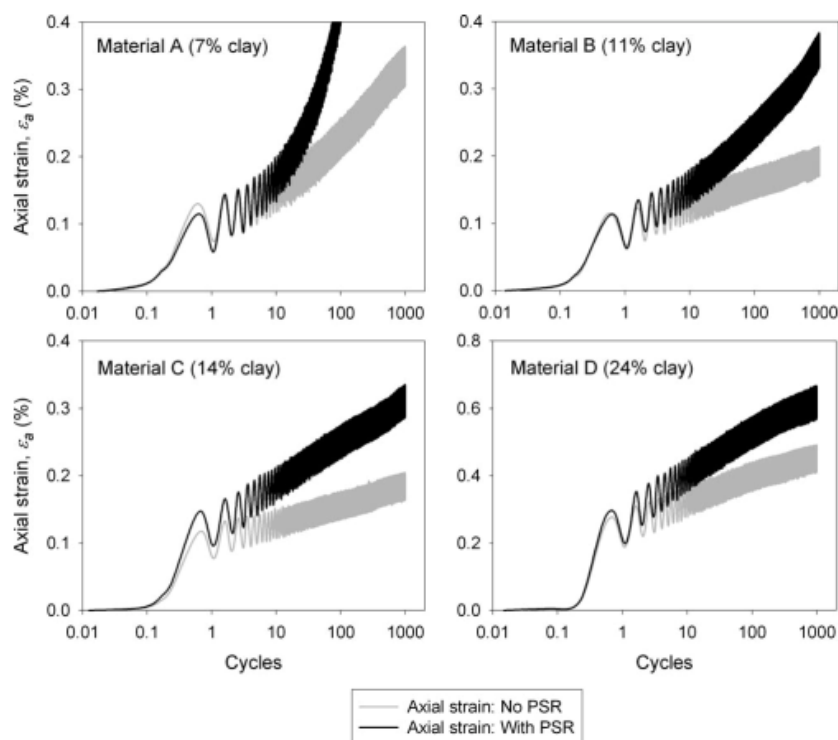 Material A (7% clay)
Material B (11% clay)
0.4
0.3
0.2
0.1
0.0
0.4
0.3
0.2
0.1
0.0
Axial strain, εa (%)
0.01 0.1 1 10 100 1000
0.01 0.1 1 10 100 1000
Material C (14% clay)
Material D (24% clay)
0.4
0.3
0.2
0.1
0.0
0.8
0.6
0.4
0.2
0.0
Axial strain, εa (%)
0.01 0.1 1 10 100 1000
0.01 0.1 1 10 100 1000
Cycles
Cycles
Axial strain: No PSR
Axial strain: With PSR